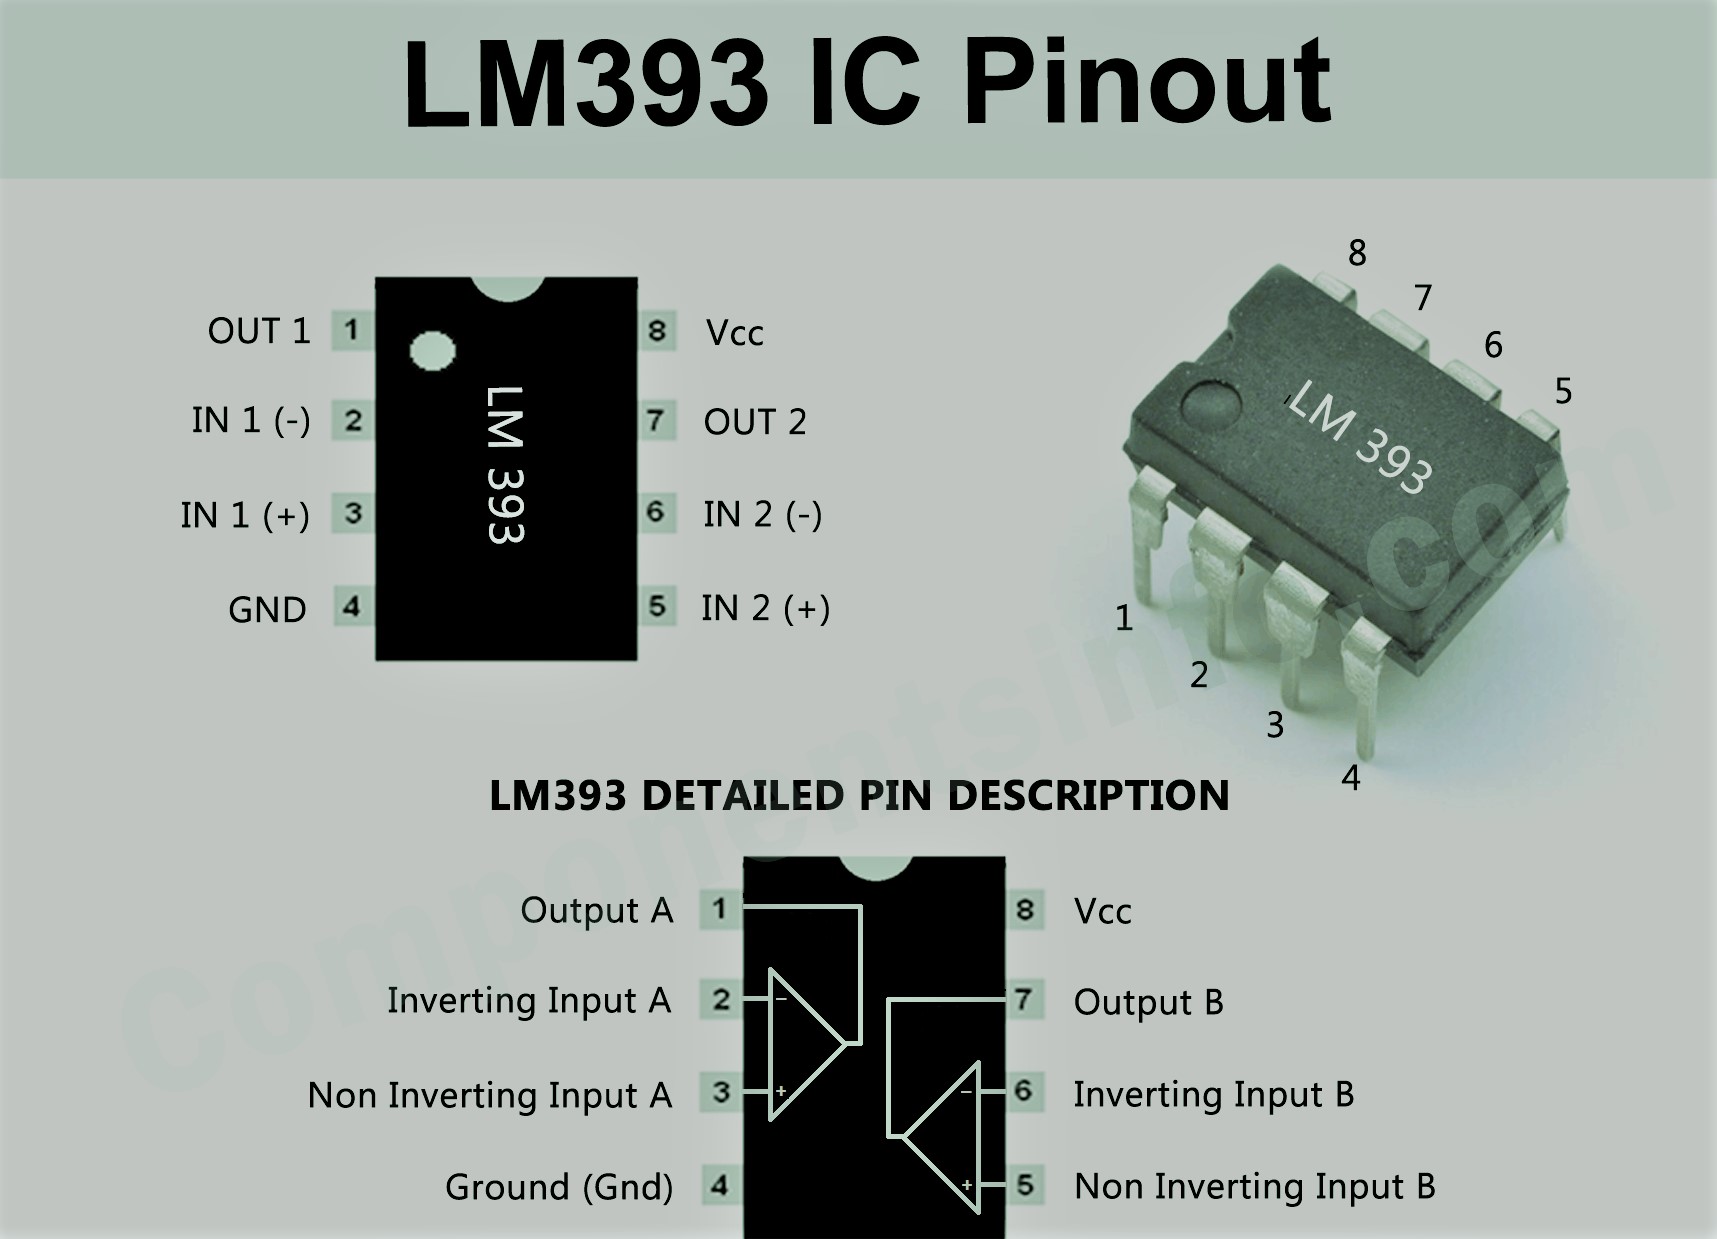 LM393 IC Pinout
OUT 1 1
IN 1 (-) 2
IN 1 (+) 3
GND 4
LM 393
8 Vcc
7 OUT 2
6 IN 2 (-)
5 IN 2 (+)
8
7
6
5
LM 393
1
2
3
4
Componentsinfo.com
LM393 DETAILED PIN DESCRIPTION
Output A 1
Inverting Input A 2
Non Inverting Input A 3
Ground (Gnd) 4
−
+
−
+
8 Vcc
7 Output B
6 Inverting Input B
5 Non Inverting Input B